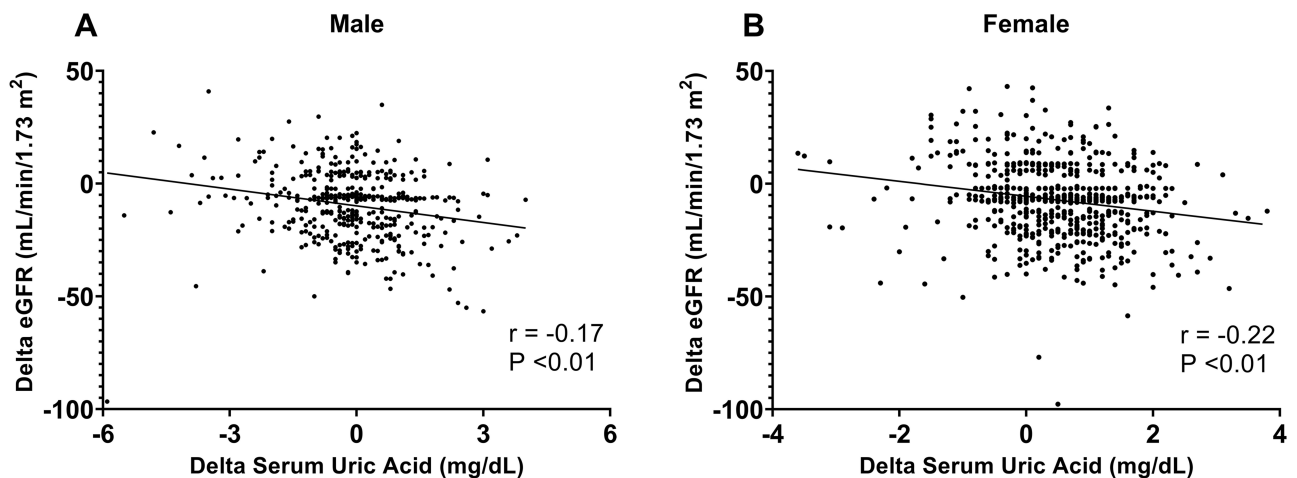 A
Male
Delta eGFR (mL/min/1.73 m²)
50
0
-50
-100
r = -0.17
P <0.01
-6
-3
0
3
6
Delta Serum Uric Acid (mg/dL)
B
Female
Delta eGFR (mL/min/1.73 m²)
50
0
-50
-100
r = -0.22
P <0.01
-4
-2
0
2
4
Delta Serum Uric Acid (mg/dL)